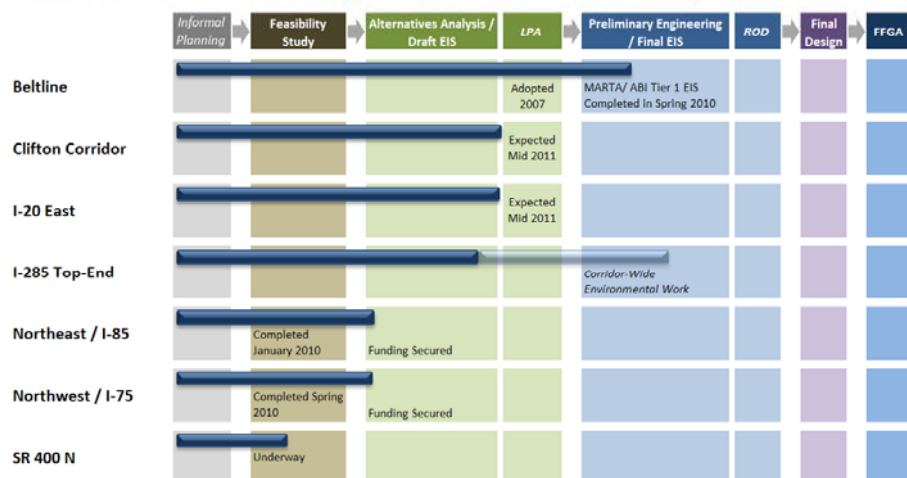 Informal
Planning
Feasibility
Study
Alternatives Analysis /
Draft EIS
LPA
Preliminary Engineering
/ Final EIS
ROD
Final
Design
FFGA
Beltline
Adopted
2007
MARTA/ ABI Tier 1 EIS
Completed in Spring 2010
Clifton Corridor
Expected
Mid 2011
I-20 East
Expected
Mid 2011
I-285 Top-End
Corridor-Wide
Environmental Work
Northeast / I-85
Completed
January 2010
Funding Secured
Northwest / I-75
Completed Spring
2010
Funding Secured
SR 400 N
Underway